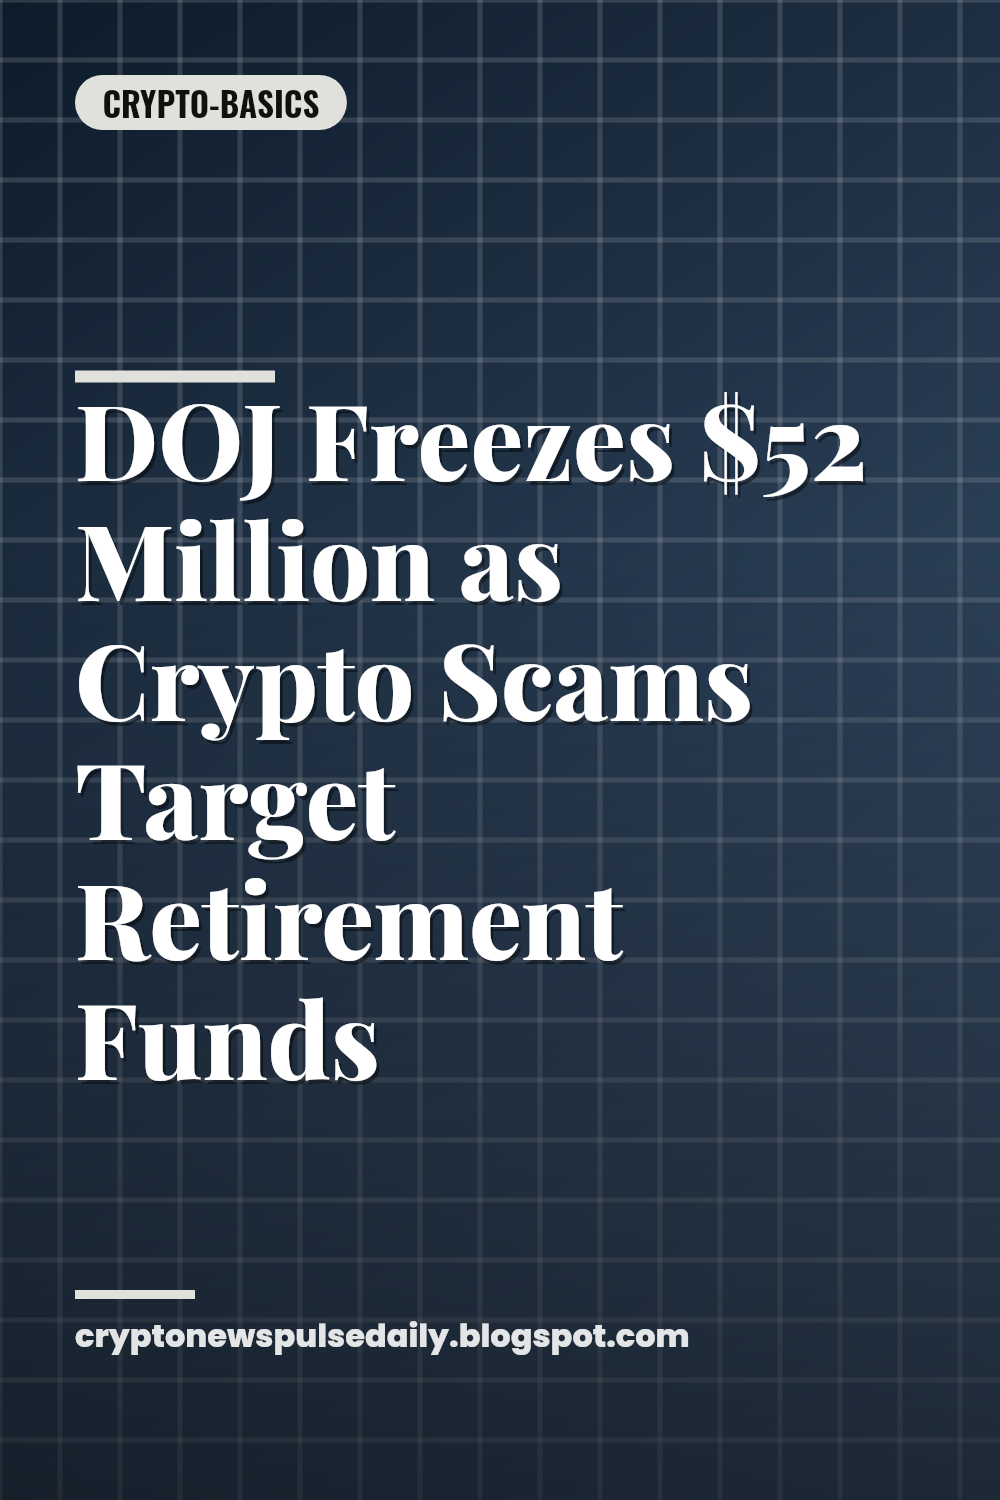 CRYPTO-BASICS
DOJ Freezes $52
Million as
Crypto Scams
Target
Retirement
Funds
cryptonewspulsedaily.blogspot.com